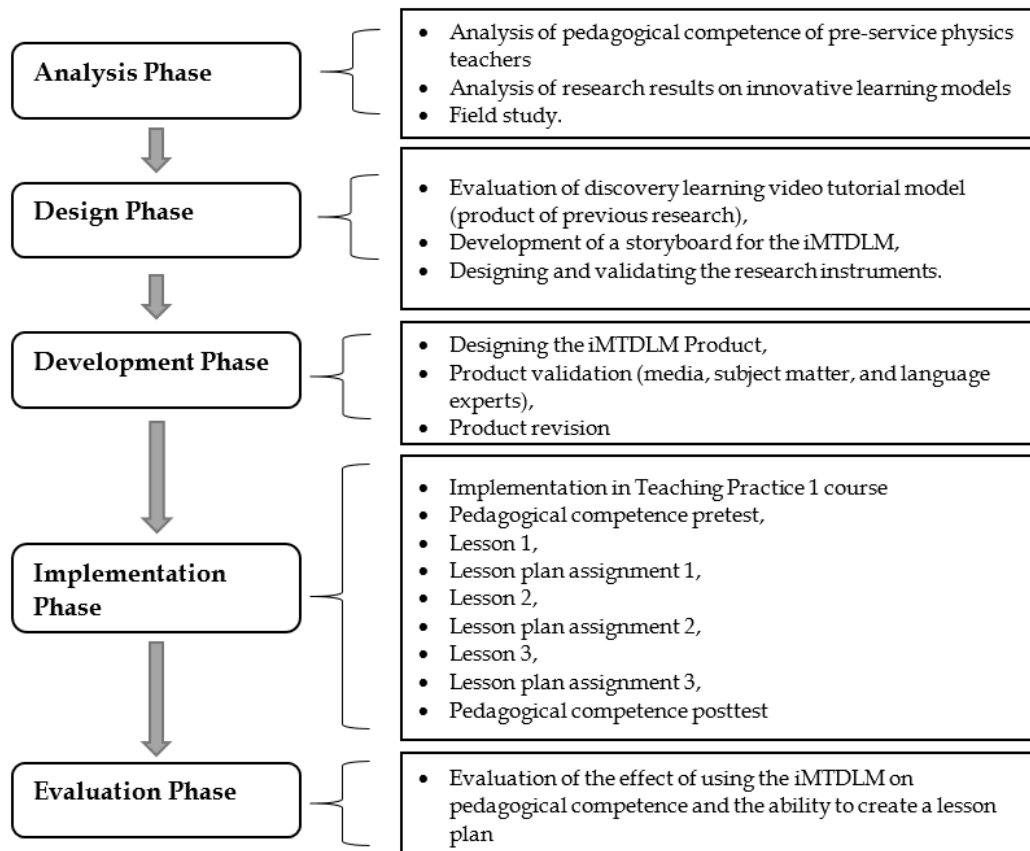 Analysis Phase
• Analysis of pedagogical competence of pre-service physics
teachers
• Analysis of research results on innovative learning models
• Field study.
Design Phase
• Evaluation of discovery learning video tutorial model
(product of previous research),
• Development of a storyboard for the iMTDLM,
• Designing and validating the research instruments.
Development Phase
• Designing the iMTDLM Product,
• Product validation (media, subject matter, and language
experts),
• Product revision
Implementation
Phase
• Implementation in Teaching Practice 1 course
• Pedagogical competence pretest,
• Lesson 1,
• Lesson plan assignment 1,
• Lesson 2,
• Lesson plan assignment 2,
• Lesson 3,
• Lesson plan assignment 3,
• Pedagogical competence posttest
Evaluation Phase
• Evaluation of the effect of using the iMTDLM on
pedagogical competence and the ability to create a lesson
plan